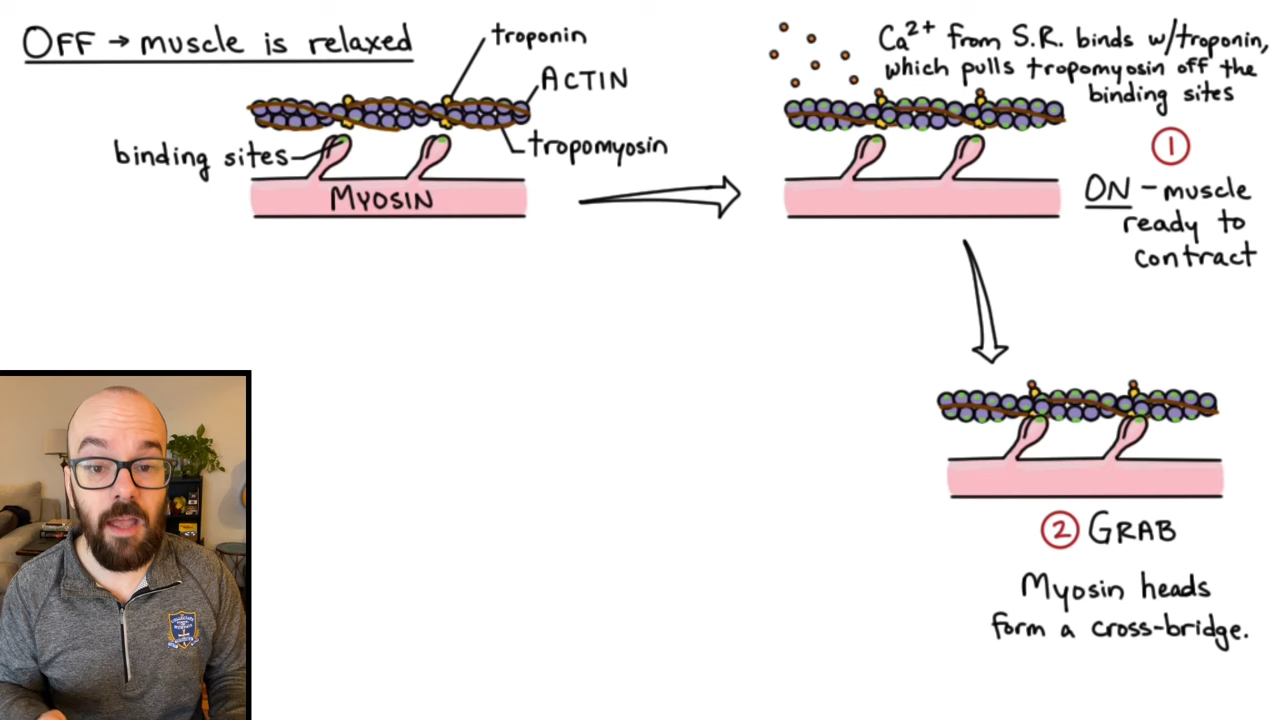 OFF → muscle is relaxed
troponin
ACTIN
tropomyosin
binding sites
MYOSIN
Ca²⁺ from S.R. binds w/troponin,
which pulls tropomyosin off the
binding sites
1
ON - muscle
ready to
contract
2 GRAB
Myosin heads
form a cross-bridge.